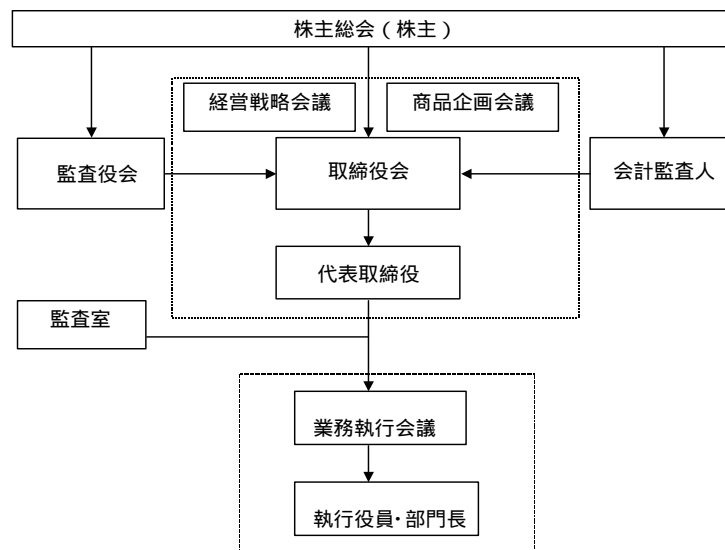 株主総会(株主)
経営戦略会議
商品企画会議
監査役会
取締役会
会計監査人
代表取締役
監査室
業務執行会議
執行役員・部門長